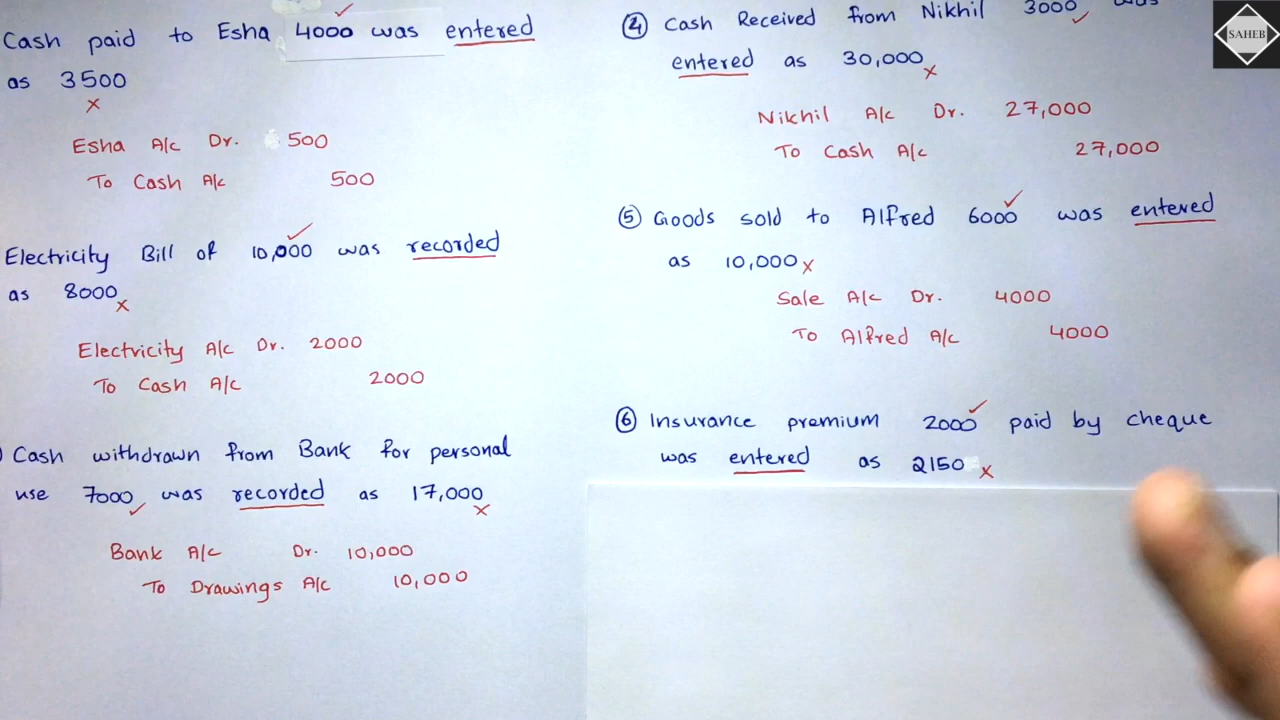 Cash paid to Esha 4000 was entered
as 3500
x
Esha A/c Dr. 500
To Cash A/c 500
Electricity Bill of 10,000 was recorded
as 8000 x
Electricity A/c Dr. 2000
To Cash A/c 2000
) Cash withdrawn from Bank for personal
use 7000 was recorded as 17,000
x
Bank A/c Dr. 10,000
To Drawings A/c 10,000
④ Cash Received from Nikhil 3000 was
entered as 30,000 x
Nikhil A/c Dr. 27,000
To Cash A/c 27,000
⑤ Goods sold to Alfred 6000 was entered
as 10,000 x
Sale A/c Dr. 4000
To Alfred A/c 4000
⑥ Insurance premium 2000 paid by cheque
was entered as 2150 x
SAHEB